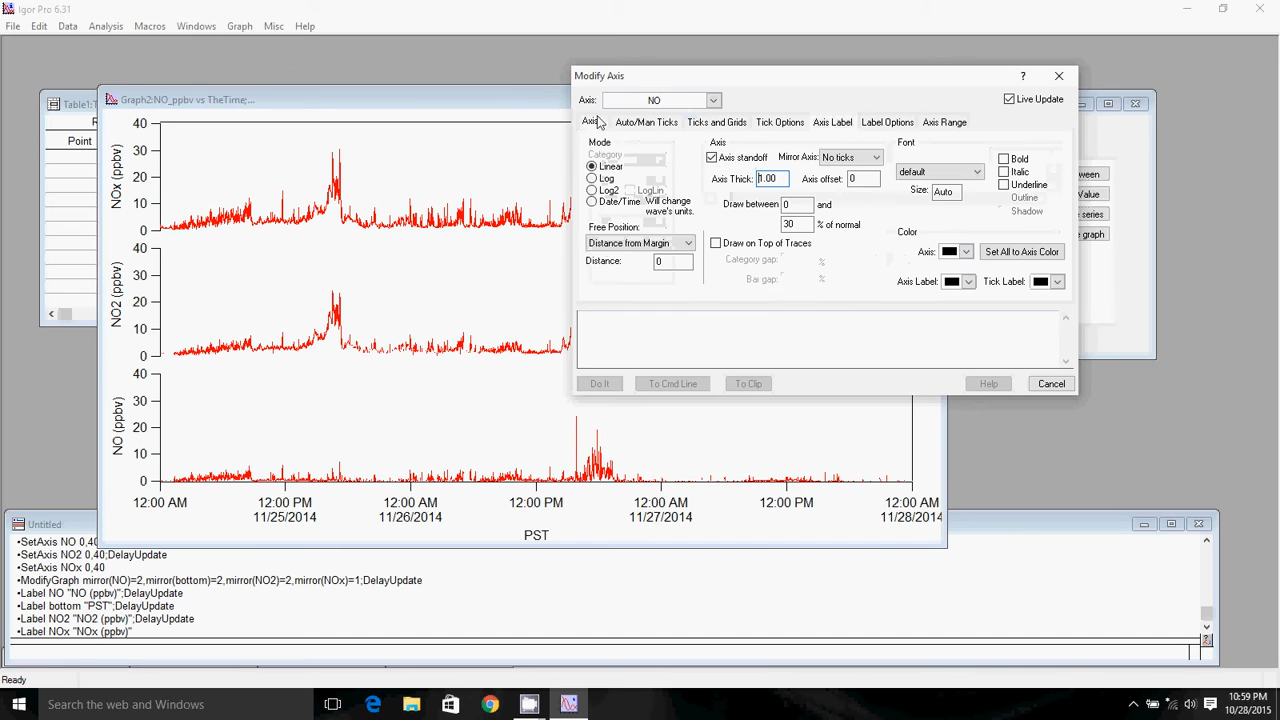 Igor Pro 6.31
File Edit Data Analysis Macros Windows Graph Misc Help
Table1:T
R
Point
Graph2:NO_ppbv vs TheTime;...
40
30
20
10
0
NOx (ppbv)
40
30
20
10
0
NO2 (ppbv)
40
30
20
10
0
NO (ppbv)
12:00 AM 12:00 PM 12:00 AM 12:00 PM 12:00 AM 12:00 PM 12:00 AM
11/25/2014 11/26/2014 11/27/2014 11/28/2014
PST
Modify Axis
?
Axis: NO
Live Update
Axis Auto/Man Ticks Ticks and Grids Tick Options Axis Label Label Options Axis Range
Mode
Category
Linear
Log
Log2 LogLin
Date/Time Will change wave's units.
Free Position:
Distance from Margin
Distance: 0
Axis
Axis standoff Mirror Axis: No ticks
Axis Thick: 1.00 Axis offset: 0
Draw between 0 and
30 % of normal
Draw on Top of Traces
Category gap: %
Bar gap: %
Font
default
Size: Auto
Bold
Italic
Underline
Outline
Shadow
Color
Axis: Set All to Axis Color
Axis Label: Tick Label:
Do It To Cmd Line To Clip Help Cancel
ween
Value
e series
e graph
Untitled
•SetAxis NO 0,40
•SetAxis NO2 0,40;DelayUpdate
•SetAxis NOx 0,40
•ModifyGraph mirror(NO)=2,mirror(bottom)=2,mirror(NO2)=2,mirror(NOx)=1;DelayUpdate
•Label NO "NO (ppbv)";DelayUpdate
•Label bottom "PST";DelayUpdate
•Label NO2 "NO2 (ppbv)";DelayUpdate
•Label NOx "NOx (ppbv)"
Ready
Search the web and Windows
10:59 PM
10/28/2015